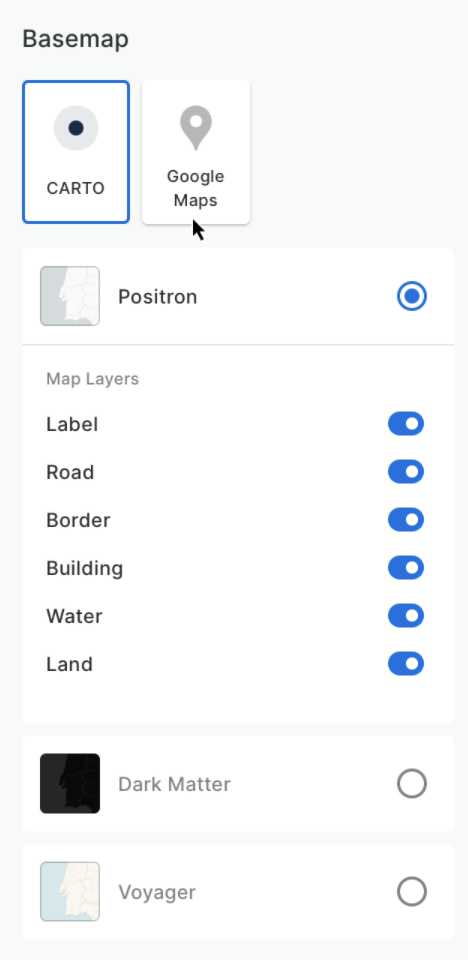 Basemap
CARTO
Google
Maps
Positron
Map Layers
Label
Road
Border
Building
Water
Land
Dark Matter
Voyager